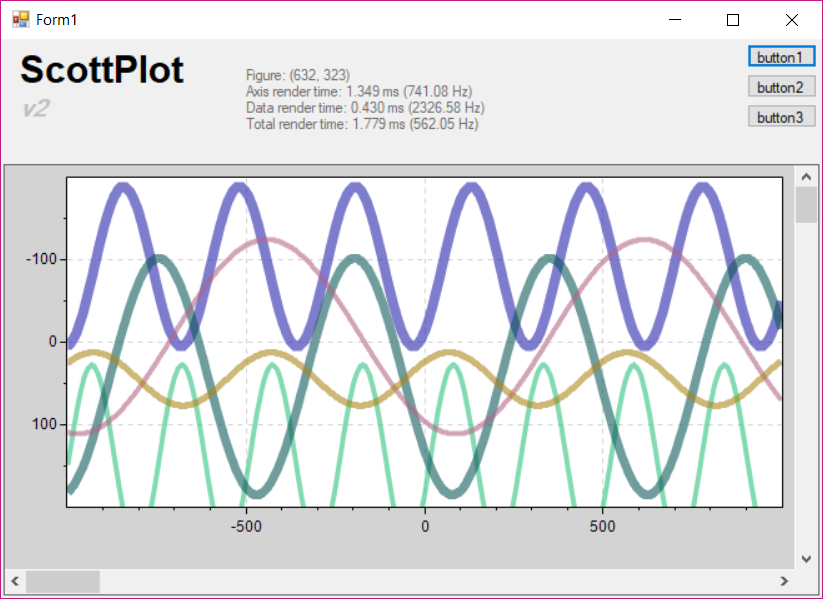 Form1
ScottPlot
v2
Figure: (632, 323)
Axis render time: 1.349 ms (741.08 Hz)
Data render time: 0.430 ms (2326.58 Hz)
Total render time: 1.779 ms (562.05 Hz)
button1
button2
button3
-100
0
100
-500
0
500